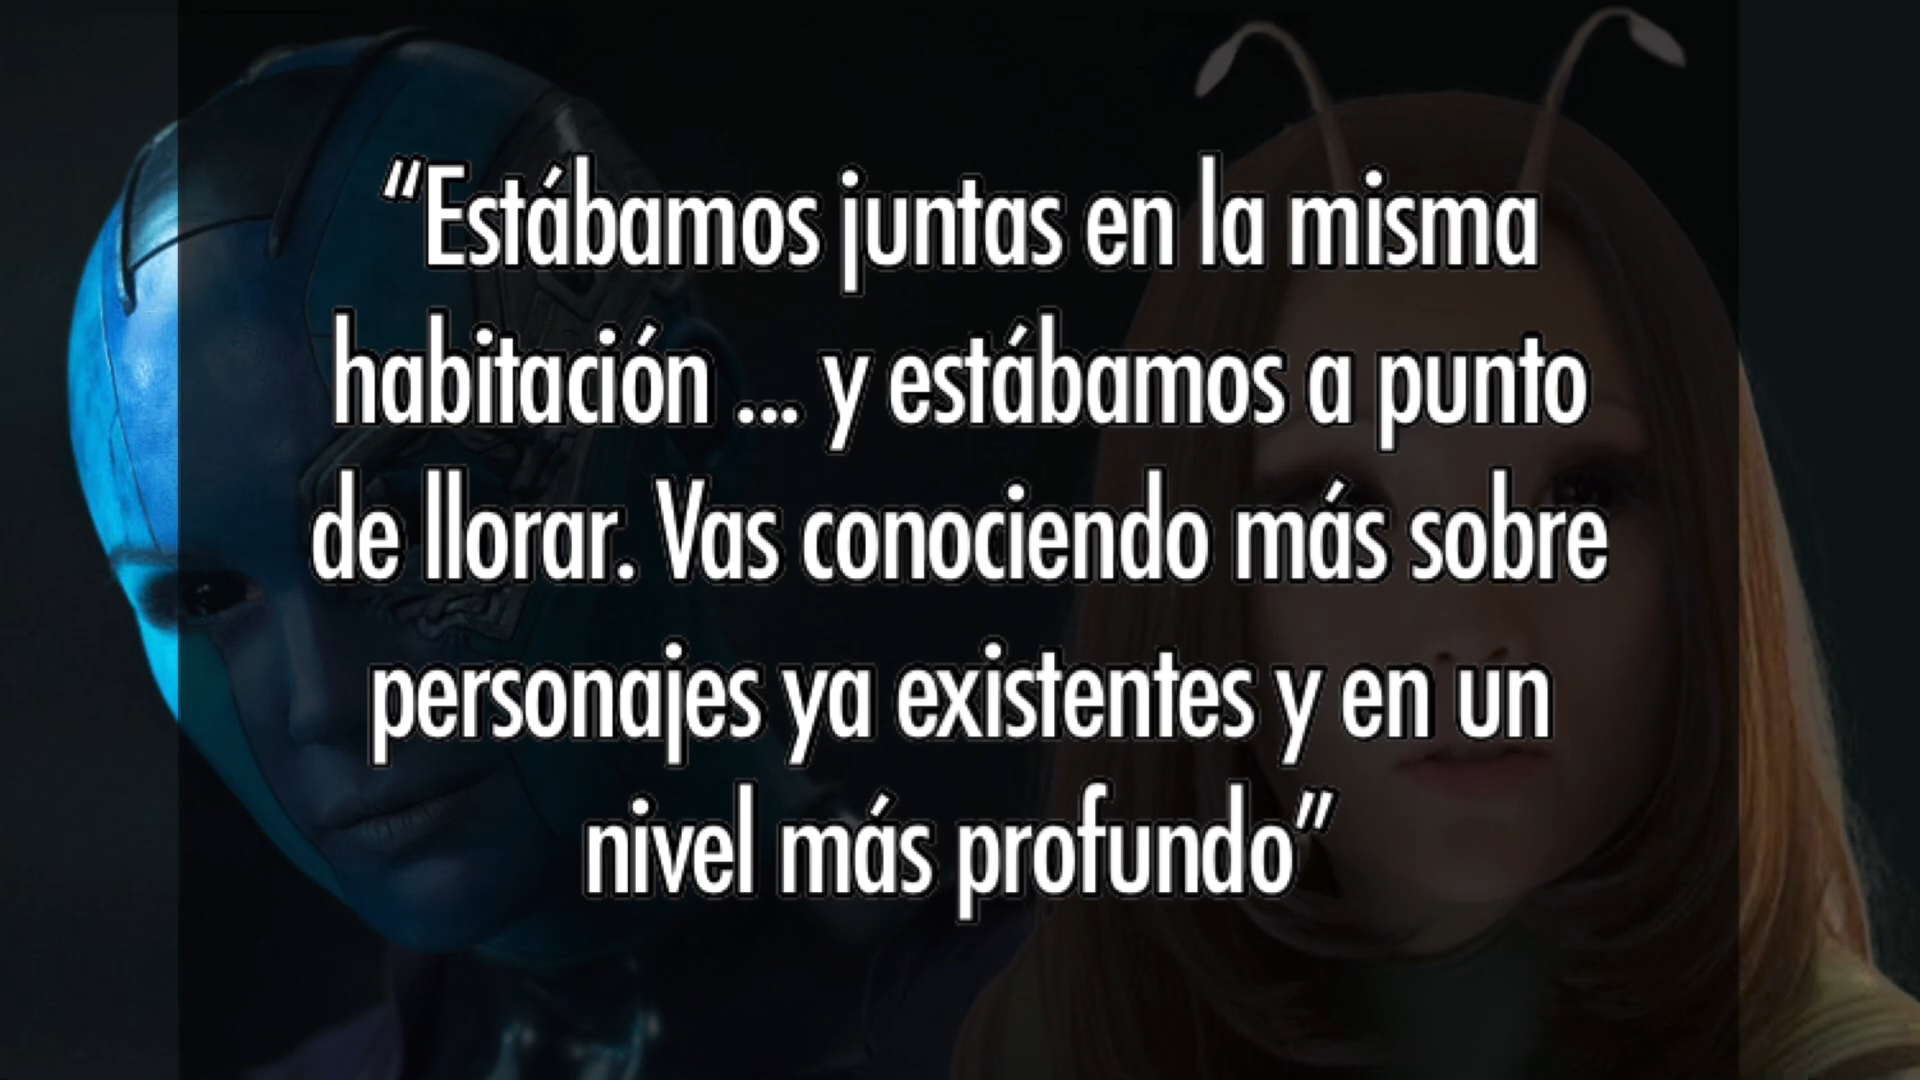 “Estábamos juntas en la misma
habitación ... y estábamos a punto
de llorar. Vas conociendo más sobre
personajes ya existentes y en un
nivel más profundo”